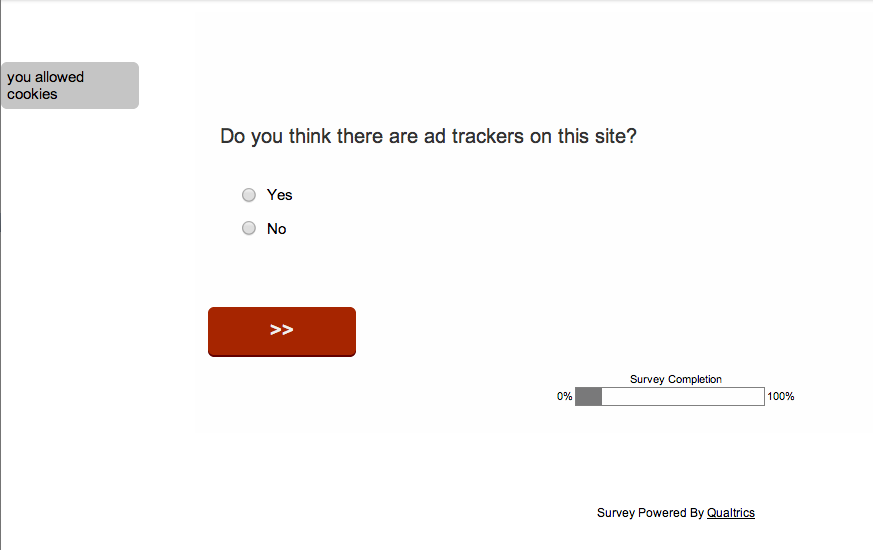 you allowed
cookies
Do you think there are ad trackers on this site?
Yes
No
>>
Survey Completion
0% 100%
Survey Powered By Qualtrics